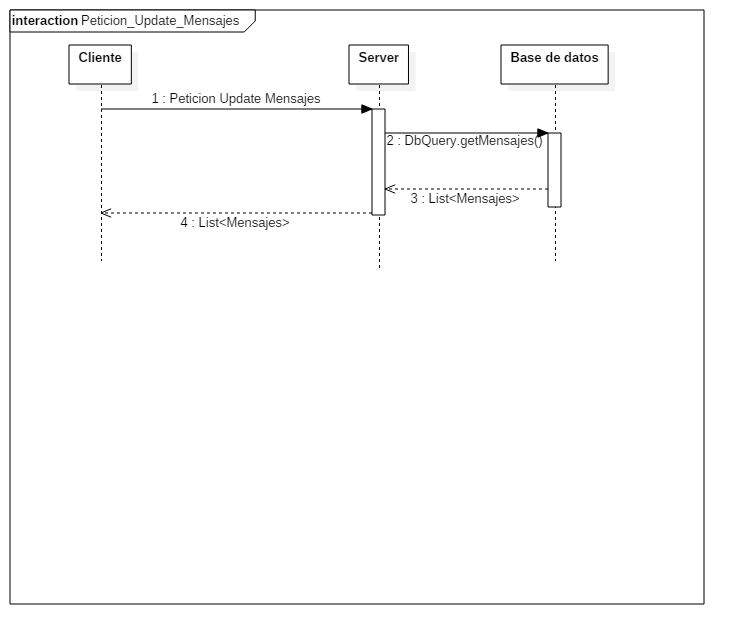 interaction Peticion_Update_Mensajes
Cliente
Server
Base de datos
1 : Peticion Update Mensajes
2 : DbQuery.getMensajes()
3 : List<Mensajes>
4 : List<Mensajes>